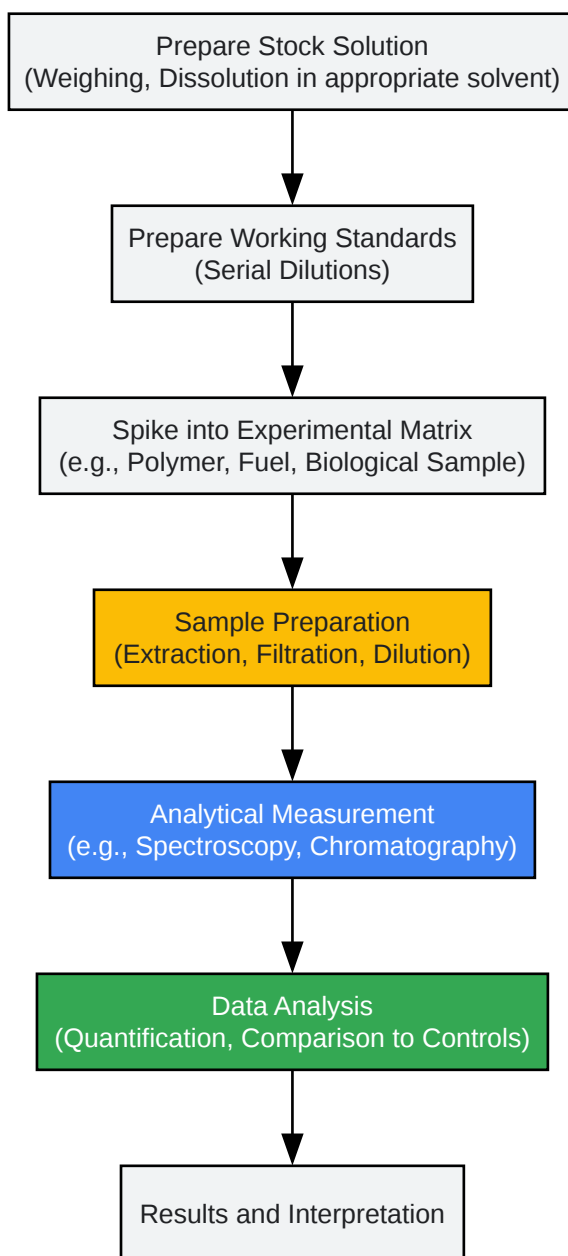 Prepare Stock Solution
(Weighing, Dissolution in appropriate solvent)
Prepare Working Standards
(Serial Dilutions)
Spike into Experimental Matrix
(e.g., Polymer, Fuel, Biological Sample)
Sample Preparation
(Extraction, Filtration, Dilution)
Analytical Measurement
(e.g., Spectroscopy, Chromatography)
Data Analysis
(Quantification, Comparison to Controls)
Results and Interpretation